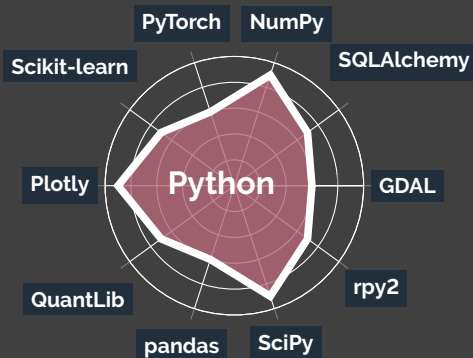 PyTorch
NumPy
Scikit-learn
SQLAlchemy
Plotly
Python
GDAL
QuantLib
rpy2
pandas
SciPy